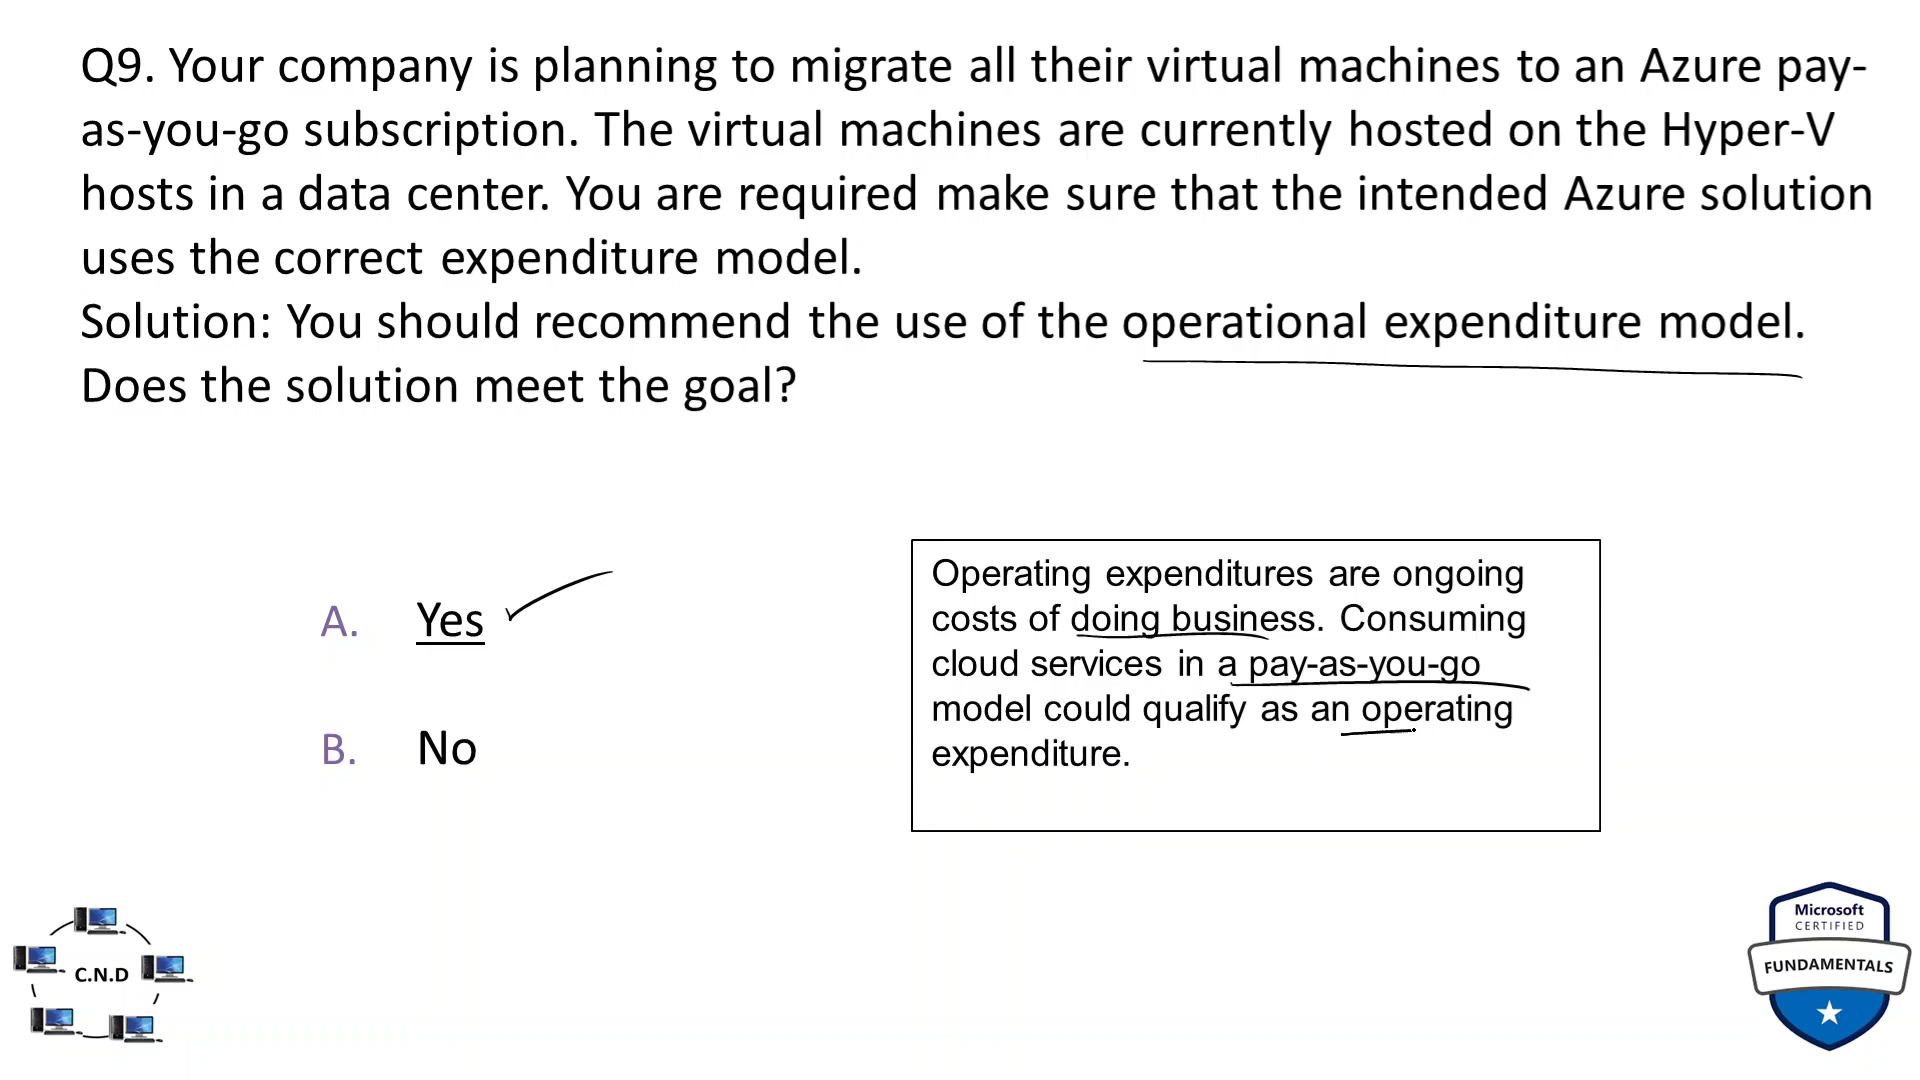 Q9. Your company is planning to migrate all their virtual machines to an Azure pay-
as-you-go subscription. The virtual machines are currently hosted on the Hyper-V
hosts in a data center. You are required make sure that the intended Azure solution
uses the correct expenditure model.
Solution: You should recommend the use of the operational expenditure model.
Does the solution meet the goal?
A. Yes
B. No
Operating expenditures are ongoing
costs of doing business. Consuming
cloud services in a pay-as-you-go
model could qualify as an operating
expenditure.
C.N.D
Microsoft
CERTIFIED
FUNDAMENTALS